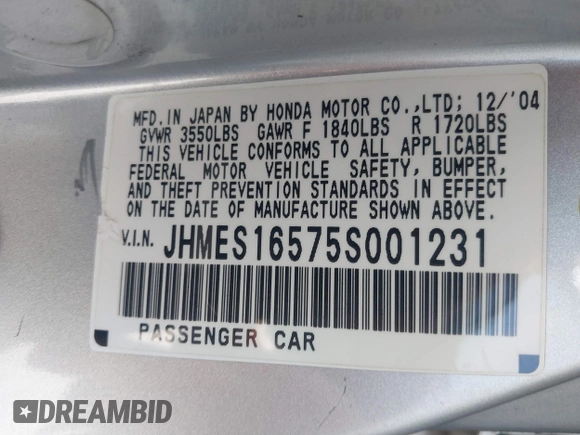 MFD.IN JAPAN BY HONDA MOTOR CO.,LTD; 12/'04
GVWR 3550LBS GAWR F 1840LBS R 1720LBS
THIS VEHICLE CONFORMS TO ALL APPLICABLE
FEDERAL MOTOR VEHICLE SAFETY, BUMPER,
AND THEFT PREVENTION STANDARDS IN EFFECT
ON THE DATE OF MANUFACTURE SHOWN ABOVE.
V.I.N. JHMES16575S001231
PASSENGER CAR
DREAMBID